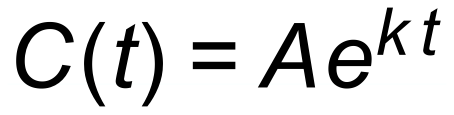 C(t) = Ae^{kt}